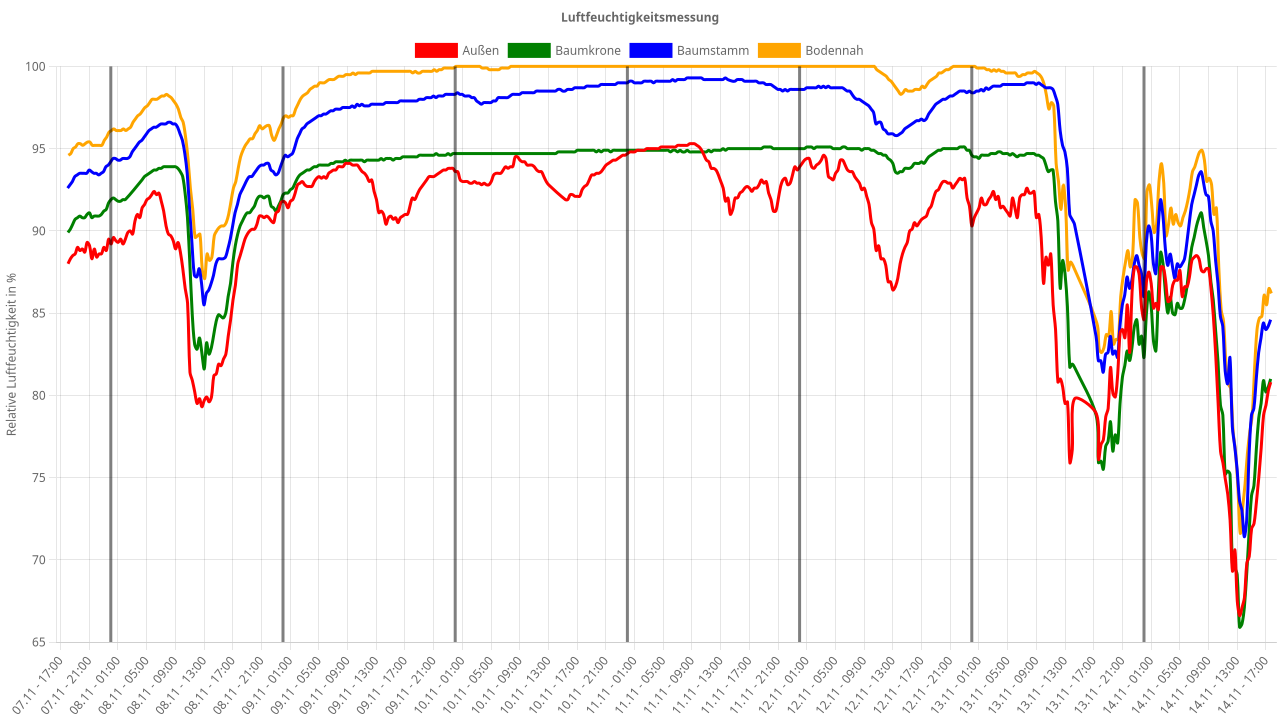 Luftfeuchtigkeitsmessung
Außen Baumkrone Baumstamm Bodennah
Relative Luftfeuchtigkeit in %
100
95
90
85
80
75
70
65
07.11 - 17:00
07.11 - 21:00
08.11 - 01:00
08.11 - 05:00
08.11 - 09:00
08.11 - 13:00
08.11 - 17:00
08.11 - 21:00
09.11 - 01:00
09.11 - 05:00
09.11 - 09:00
09.11 - 13:00
09.11 - 17:00
09.11 - 21:00
10.11 - 01:00
10.11 - 05:00
10.11 - 09:00
10.11 - 13:00
10.11 - 17:00
10.11 - 21:00
11.11 - 01:00
11.11 - 05:00
11.11 - 09:00
11.11 - 13:00
11.11 - 17:00
11.11 - 21:00
12.11 - 01:00
12.11 - 05:00
12.11 - 09:00
12.11 - 13:00
12.11 - 17:00
12.11 - 21:00
13.11 - 01:00
13.11 - 05:00
13.11 - 09:00
13.11 - 13:00
13.11 - 17:00
13.11 - 21:00
14.11 - 01:00
14.11 - 05:00
14.11 - 09:00
14.11 - 13:00
14.11 - 17:00